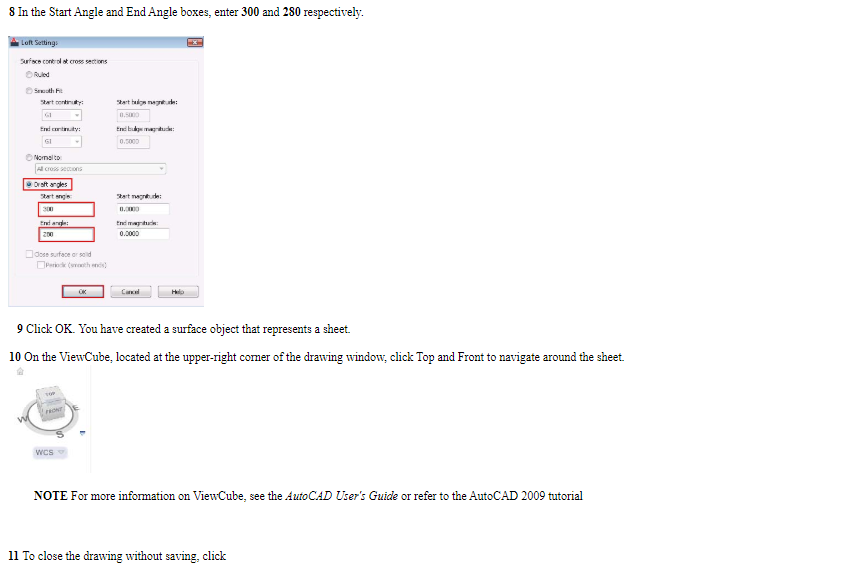 8 In the Start Angle and End Angle boxes, enter 300 and 280 respectively.
Loft Settings
Surface control at cross sections
Ruled
Smooth Fit
Start continuity: Start bulge magnitude:
G1 0.5000
End continuity: End bulge magnitude:
G1 0.5000
Normal to:
All cross sections
Draft angles
Start angle: Start magnitude:
300 0.0000
End angle: End magnitude:
280 0.0000
Close surface or solid
Periodic (smooth ends)
OK Cancel Help
9 Click OK. You have created a surface object that represents a sheet.
10 On the ViewCube, located at the upper-right corner of the drawing window, click Top and Front to navigate around the sheet.
TOP
FRONT
W S E
WCS
NOTE For more information on ViewCube, see the AutoCAD User's Guide or refer to the AutoCAD 2009 tutorial
11 To close the drawing without saving, click